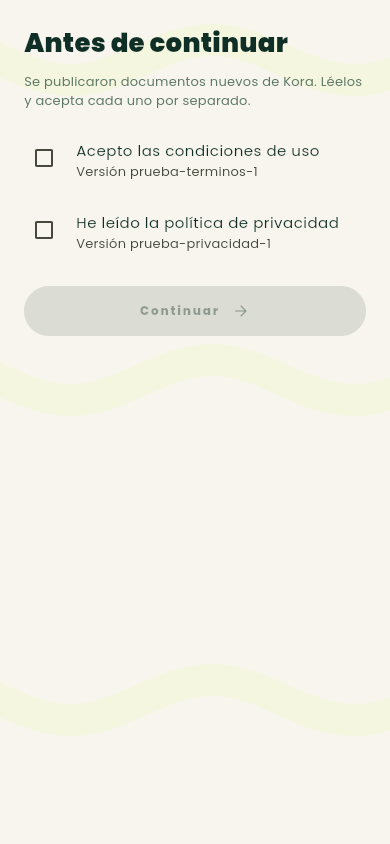 Antes de continuar
Se publicaron documentos nuevos de Kora. Léelos
y acepta cada uno por separado.
Acepto las condiciones de uso
Versión prueba-terminos-1
He leído la política de privacidad
Versión prueba-privacidad-1
Continuar